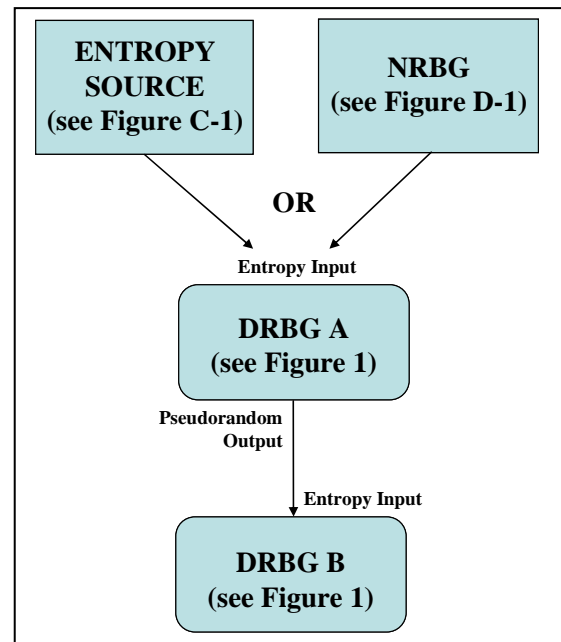 ENTROPY
SOURCE
(see Figure C-1)
NRBG
(see Figure D-1)
OR
Entropy Input
DRBG A
(see Figure 1)
Pseudorandom
Output
Entropy Input
DRBG B
(see Figure 1)